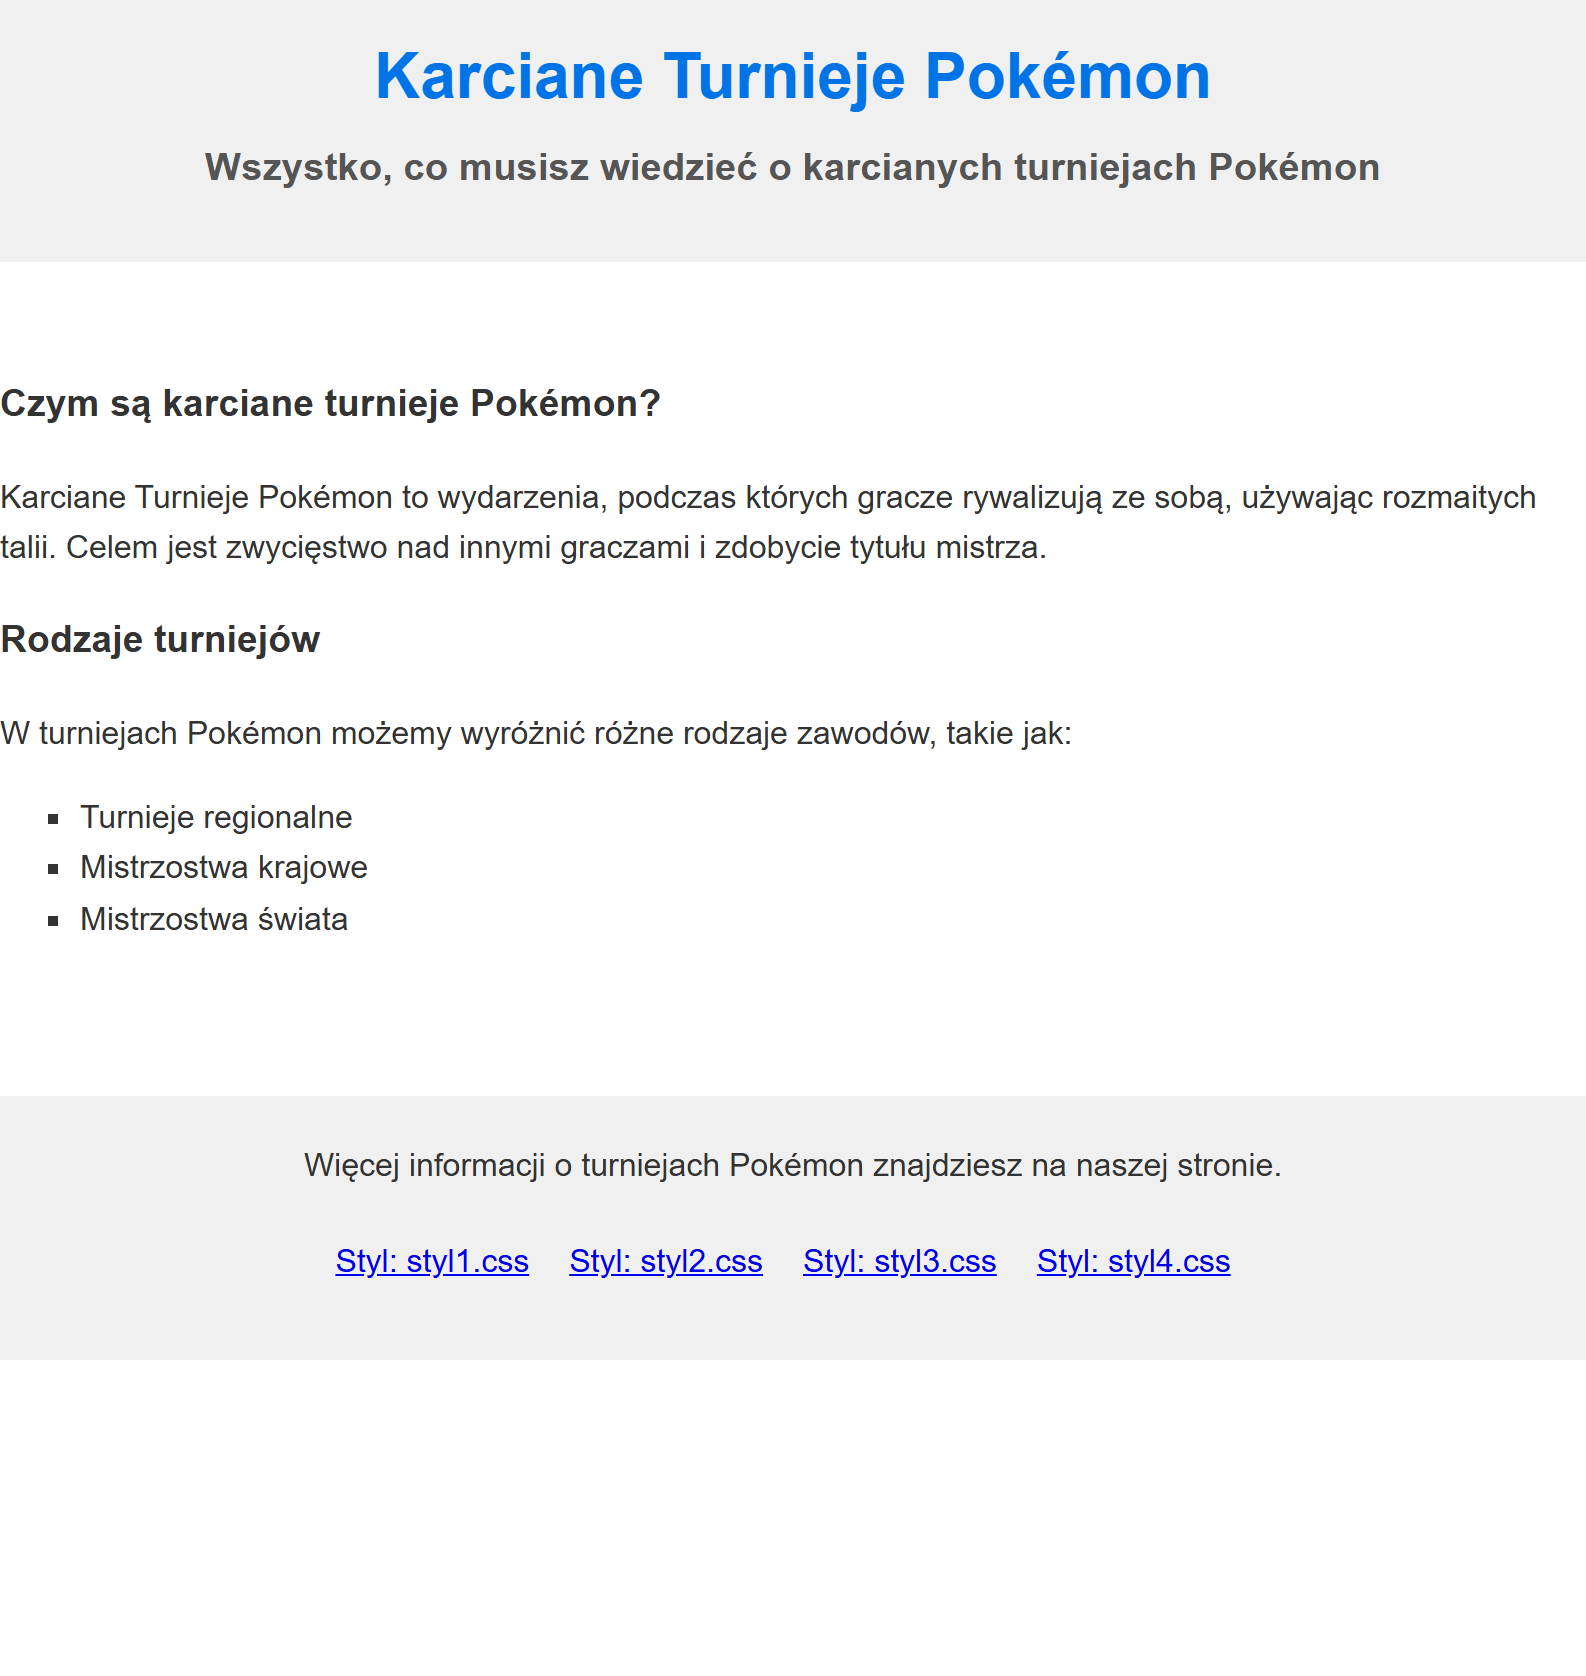 Karciane Turnieje Pokémon
Wszystko, co musisz wiedzieć o karcianych turniejach Pokémon
Czym są karciane turnieje Pokémon?
Karciane Turnieje Pokémon to wydarzenia, podczas których gracze rywalizują ze sobą, używając rozmaitych
talii. Celem jest zwycięstwo nad innymi graczami i zdobycie tytułu mistrza.
Rodzaje turniejów
W turniejach Pokémon możemy wyróżnić różne rodzaje zawodów, takie jak:
Turnieje regionalne
Mistrzostwa krajowe
Mistrzostwa świata
Więcej informacji o turniejach Pokémon znajdziesz na naszej stronie.
Styl: styl1.css Styl: styl2.css Styl: styl3.css Styl: styl4.css